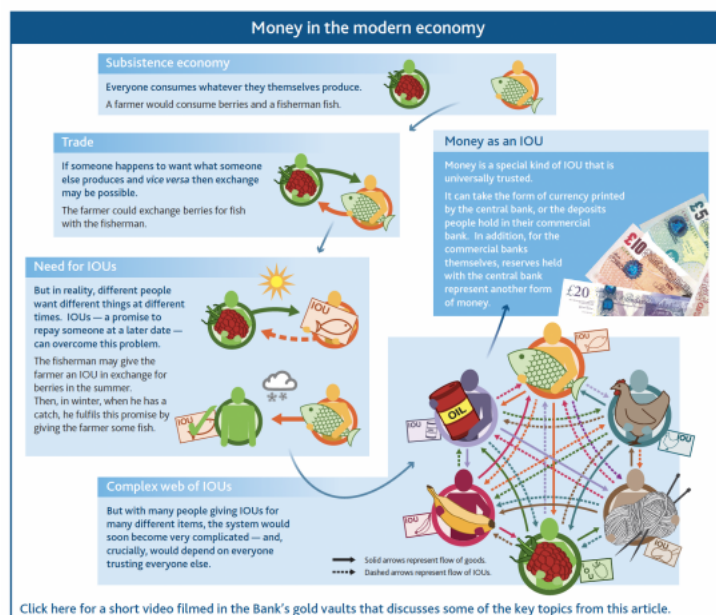 Money in the modern economy
Subsistence economy
Everyone consumes whatever they themselves produce.
A farmer would consume berries and a fisherman fish.
Trade
If someone happens to want what someone
else produces and vice versa then exchange
may be possible.
The farmer could exchange berries for fish
with the fisherman.
Money as an IOU
Money is a special kind of IOU that is
universally trusted.
It can take the form of currency printed
by the central bank, or the deposits
people hold in their commercial
bank. In addition, for the
commercial banks
themselves, reserves held
with the central bank
represent another form
of money.
£5
£10
£20
Need for IOUs
But in reality, different people
want different things at different
times. IOUs — a promise to
repay someone at a later date —
can overcome this problem.
The fisherman may give the
farmer an IOU in exchange for
berries in the summer.
Then, in winter, when he has a
catch, he fulfils this promise by
giving the farmer some fish.
IOU
IOU
IOU
OIL
IOU
IOU
IOU
IOU
Complex web of IOUs
But with many people giving IOUs for
many different items, the system would
soon become very complicated — and,
crucially, would depend on everyone
trusting everyone else.
Solid arrows represent flow of goods.
Dashed arrows represent flow of IOUs.
Click here for a short video filmed in the Bank's gold vaults that discusses some of the key topics from this article.